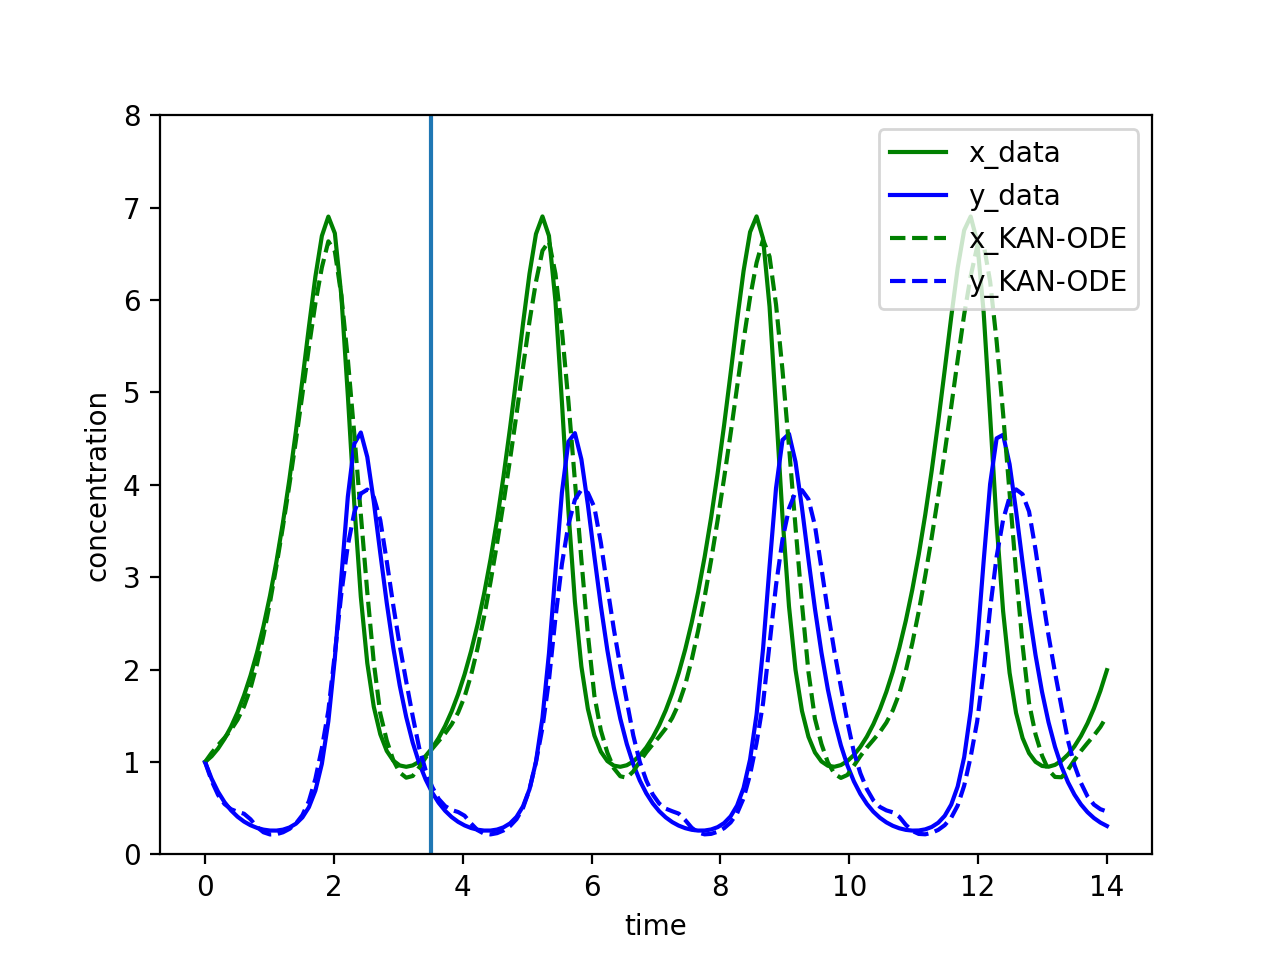 8
7
6
5
4
3
2
1
0
concentration
x_data
y_data
x_KAN-ODE
y_KAN-ODE
0 2 4 6 8 10 12 14
time